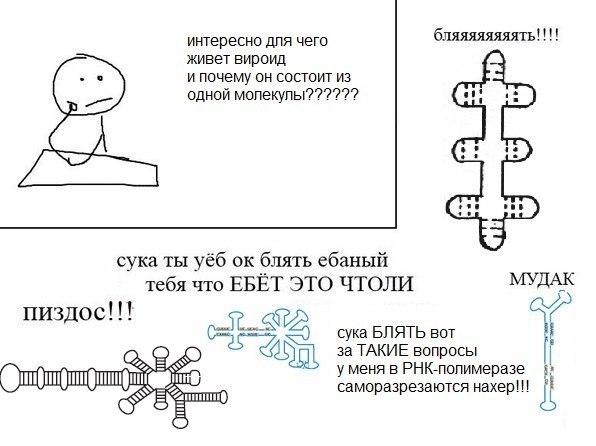 интересно для чего
живет вироид
и почему он состоит из
одной молекулы??????
бляяяяяяяять!!!!
сука ты уёб ок блять ебаный
тебя что ЕБЁТ ЭТО ЧТОЛИ
пиздос!!!
МУДАК
сука БЛЯТЬ вот
за ТАКИЕ вопросы
у меня в РНК-полимеразе
саморазрезаются нахер!!!